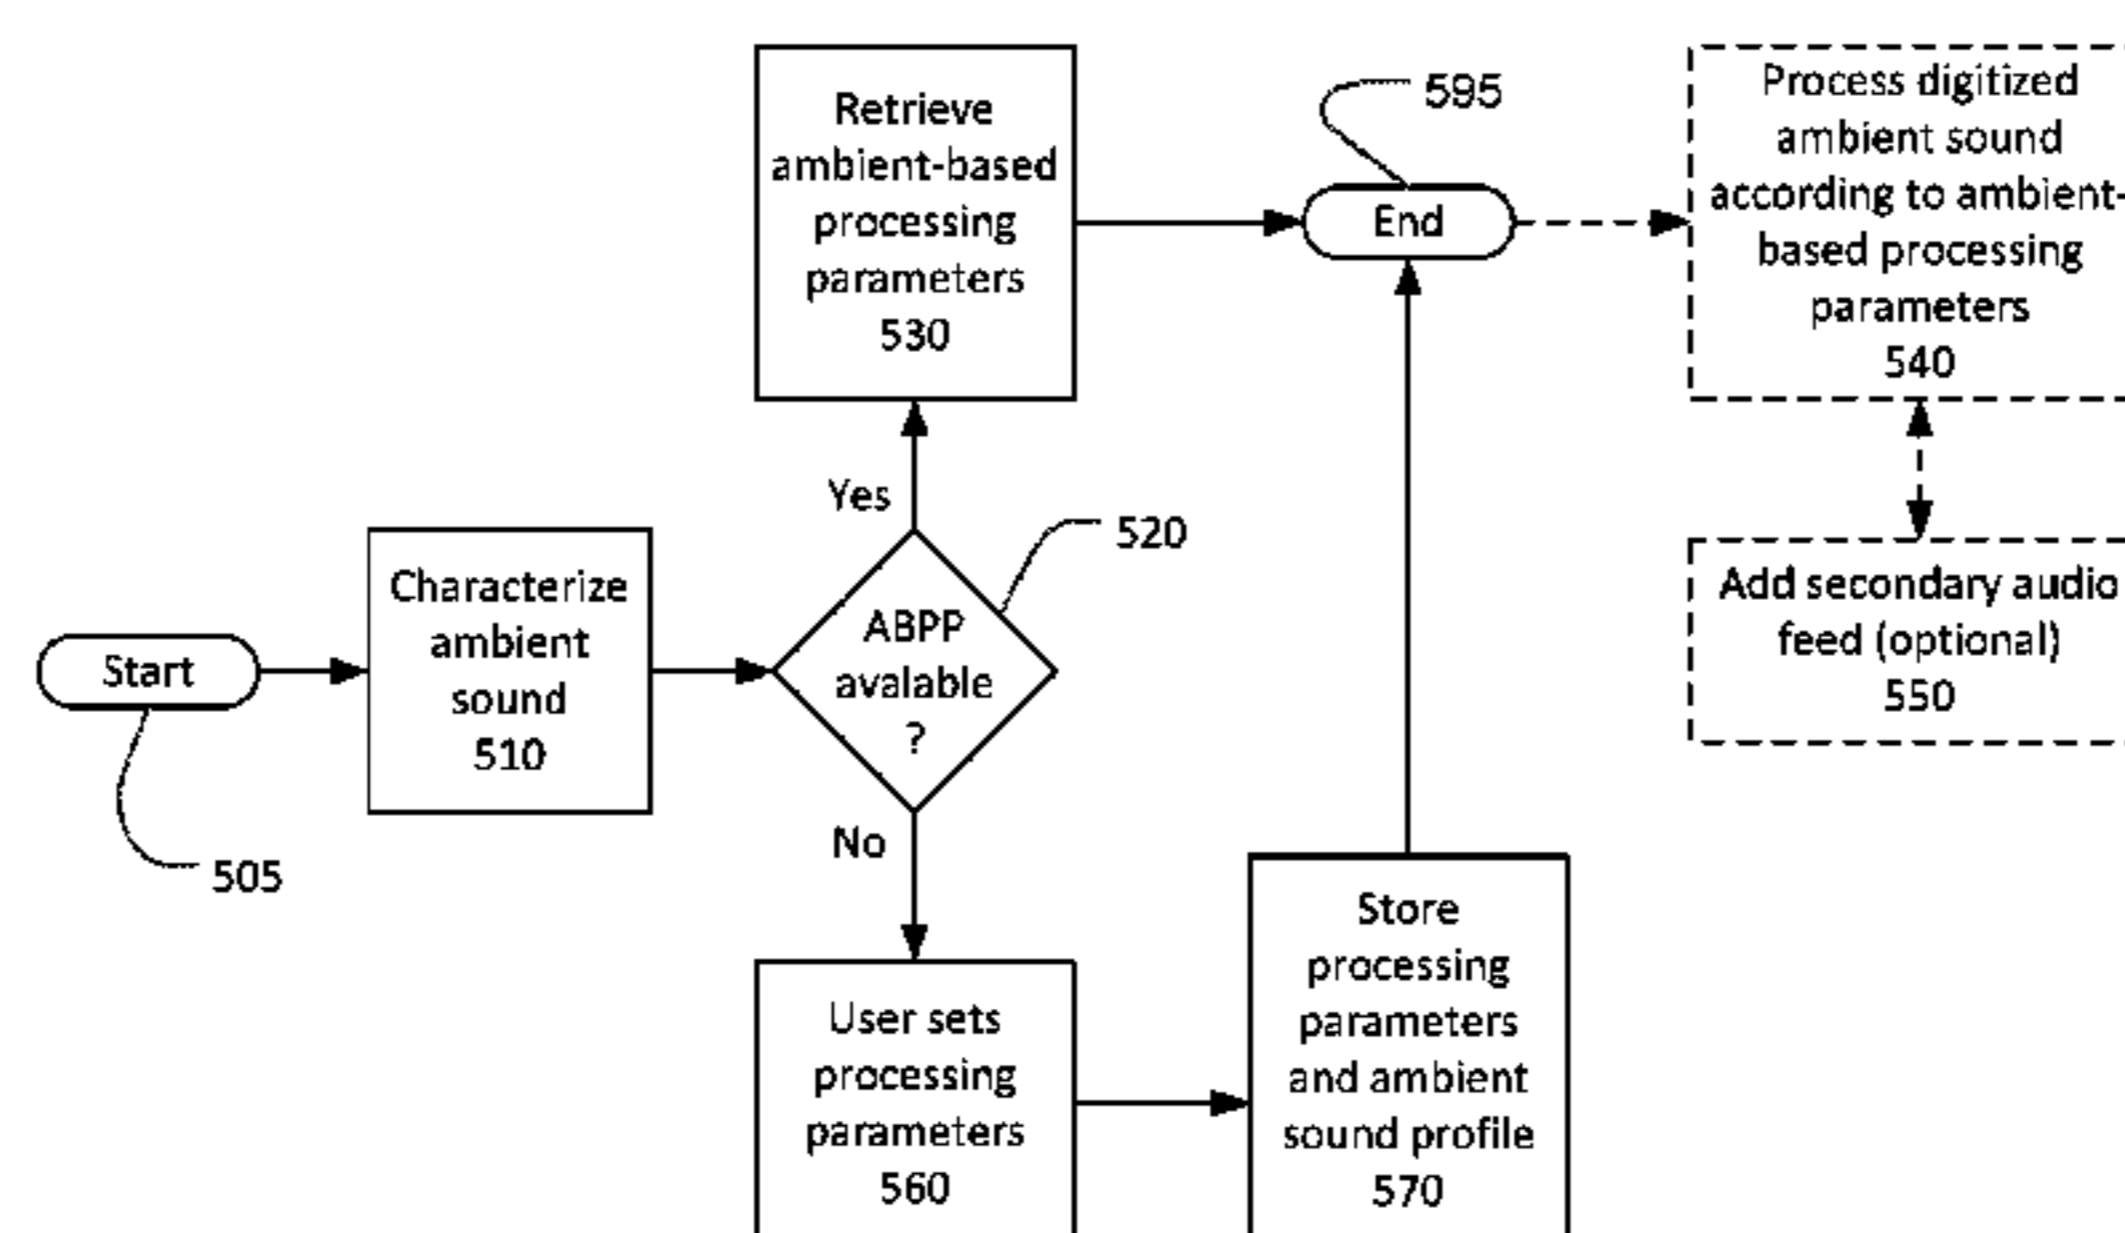 Retrieve
ambient-based
processing
parameters
530
595
End
Process digitized
ambient sound
according to ambient-
based processing
parameters
540
Yes
520
Characterize
ambient
sound
510
Start
505
ABPP
avalable
?
Add secondary audio
feed (optional)
550
No
User sets
processing
parameters
560
Store
processing
parameters
and ambient
sound profile
570